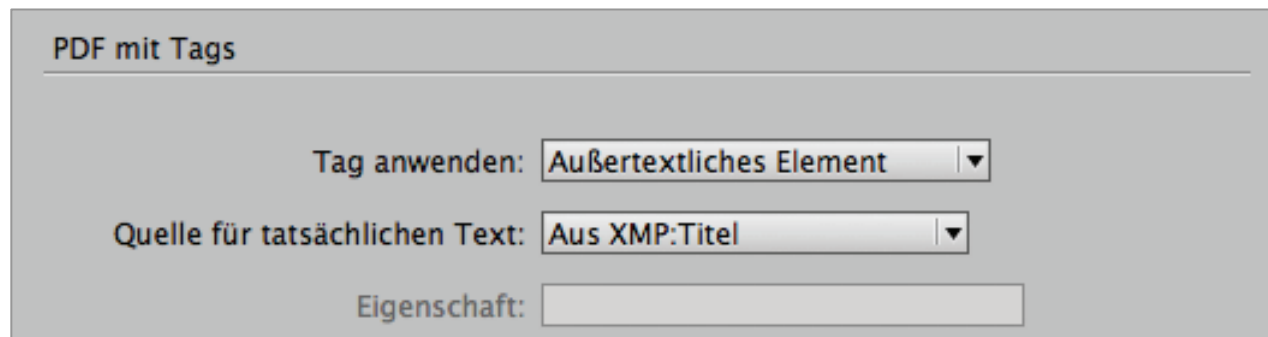 PDF mit Tags
Tag anwenden: Außertextliches Element
Quelle für tatsächlichen Text: Aus XMP:Titel
Eigenschaft: